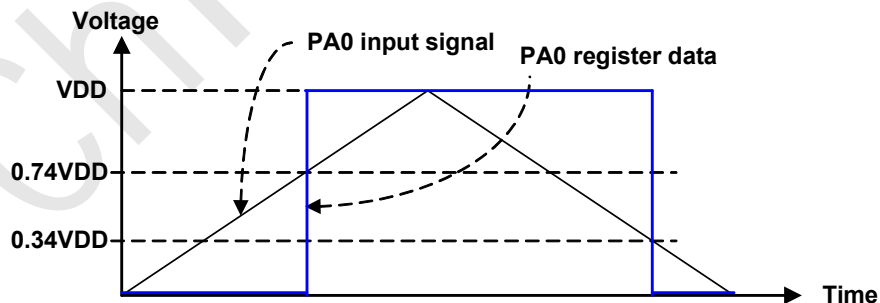 Voltage
PA0 input signal
PA0 register data
VDD
0.74VDD
0.34VDD
Time